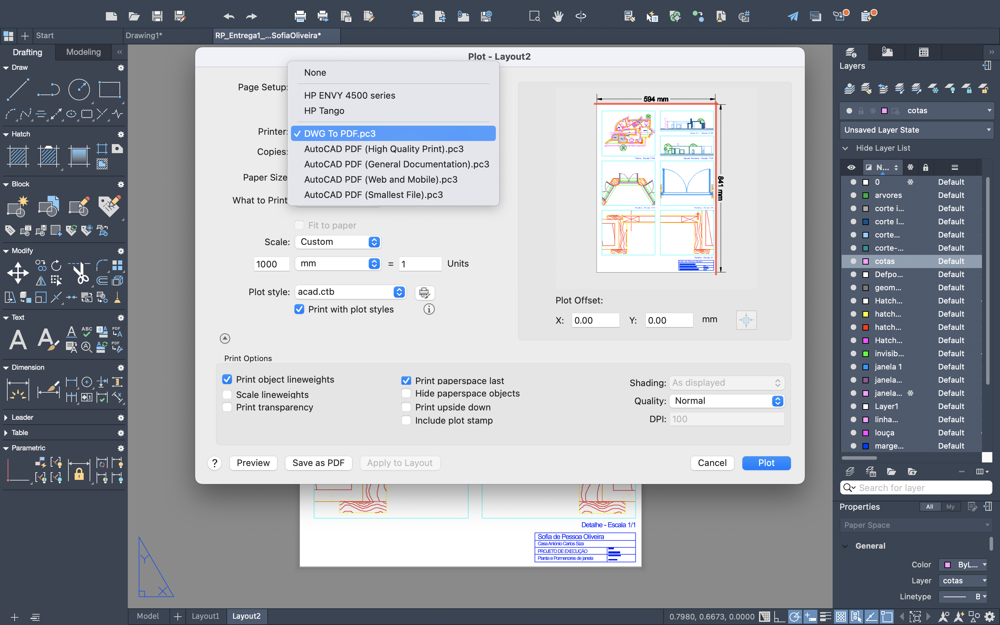 Start
Drawing1*
RP_Entrega1_...SofiaOliveira*
Drafting
Modeling
Draw
Hatch
Block
Modify
Text
A
A
A
ABC
A
PDF
A
A
A
A
PDF
A
Dimension
Leader
Table
Parametric
Plot - Layout2
Page Setup:
Printer:
Copies:
Paper Size
What to Print
None
HP ENVY 4500 series
HP Tango
✓ DWG To PDF.pc3
AutoCAD PDF (High Quality Print).pc3
AutoCAD PDF (General Documentation).pc3
AutoCAD PDF (Web and Mobile).pc3
AutoCAD PDF (Smallest File).pc3
Fit to paper
Scale: Custom
1000 mm = 1 Units
Plot style: acad.ctb
Print with plot styles
594 mm
841 mm
Plot Offset:
X: 0.00 Y: 0.00 mm
Print Options
Print object lineweights
Scale lineweights
Print transparency
Print paperspace last
Hide paperspace objects
Print upside down
Include plot stamp
Shading: As displayed
Quality: Normal
DPI: 100
? Preview Save as PDF Apply to Layout Cancel Plot
Detalhe - Escala 1/1
Sofia de Pessoa Oliveira
Casa António Carlos Siza
PROJETO DE EXECUÇÃO
Planta e Pormenores de janela
Y
X
Model
Layout1
Layout2
0.7980, 0.6673, 0.0000
Layers
cotas
Unsaved Layer State
Hide Layer List
N...
0 Default
arvores Default
corte i... Default
corte l... Default
corte... Default
corte-... Default
cotas Default
Defpo... Default
geom... Default
Hatch... Default
hatch... Default
hatch... Default
Hatch... Default
invisib... Default
janela 1 Default
janela... Default
janela... Default
Layer1 Default
linha... Default
louça Default
marge... Default
Search for layer
Properties
All My
Paper Space
General
Color ByL...
Layer cotas
Linetype B